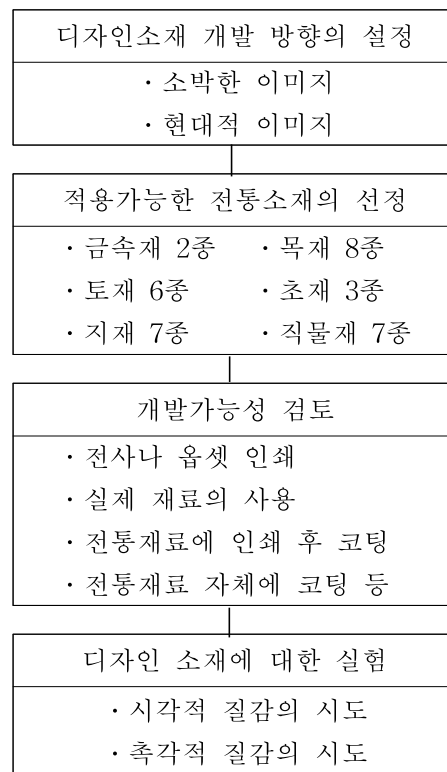 디자인소재 개발 방향의 설정
· 소박한 이미지
· 현대적 이미지
적용가능한 전통소재의 선정
· 금속재 2종 · 목재 8종
· 토재 6종 · 초재 3종
· 지재 7종 · 직물재 7종
개발가능성 검토
· 전사나 옵셋 인쇄
· 실제 재료의 사용
· 전통재료에 인쇄 후 코팅
· 전통재료 자체에 코팅 등
디자인 소재에 대한 실험
· 시각적 질감의 시도
· 촉각적 질감의 시도